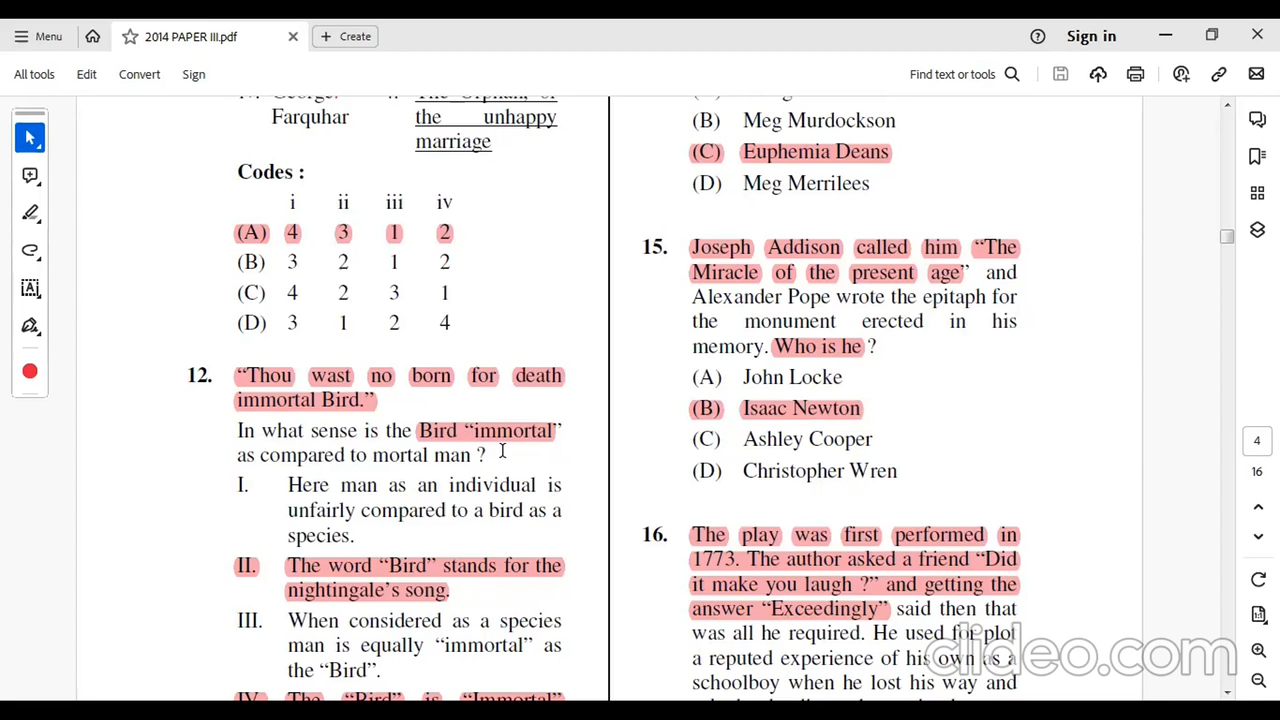 Menu
2014 PAPER III.pdf
Create
Sign in
All tools
Edit
Convert
Sign
Find text or tools
Farquhar
the unhappy
marriage
Codes :
i ii iii iv
(A) 4 3 1 2
(B) 3 2 1 2
(C) 4 2 3 1
(D) 3 1 2 4
12. “Thou wast no born for death
immortal Bird.”
In what sense is the Bird “immortal”
as compared to mortal man ?
I. Here man as an individual is
unfairly compared to a bird as a
species.
II. The word “Bird” stands for the
nightingale’s song.
III. When considered as a species
man is equally “immortal” as
the “Bird”.
IV. The “Bird” is “Immortal”
(B) Meg Murdockson
(C) Euphemia Deans
(D) Meg Merrilees
15. Joseph Addison called him “The
Miracle of the present age” and
Alexander Pope wrote the epitaph for
the monument erected in his
memory. Who is he ?
(A) John Locke
(B) Isaac Newton
(C) Ashley Cooper
(D) Christopher Wren
16. The play was first performed in
1773. The author asked a friend “Did
it make you laugh ?” and getting the
answer “Exceedingly” said then that
was all he required. He used for plot
a reputed experience of his own as a
schoolboy when he lost his way and
4
16
clideo.com